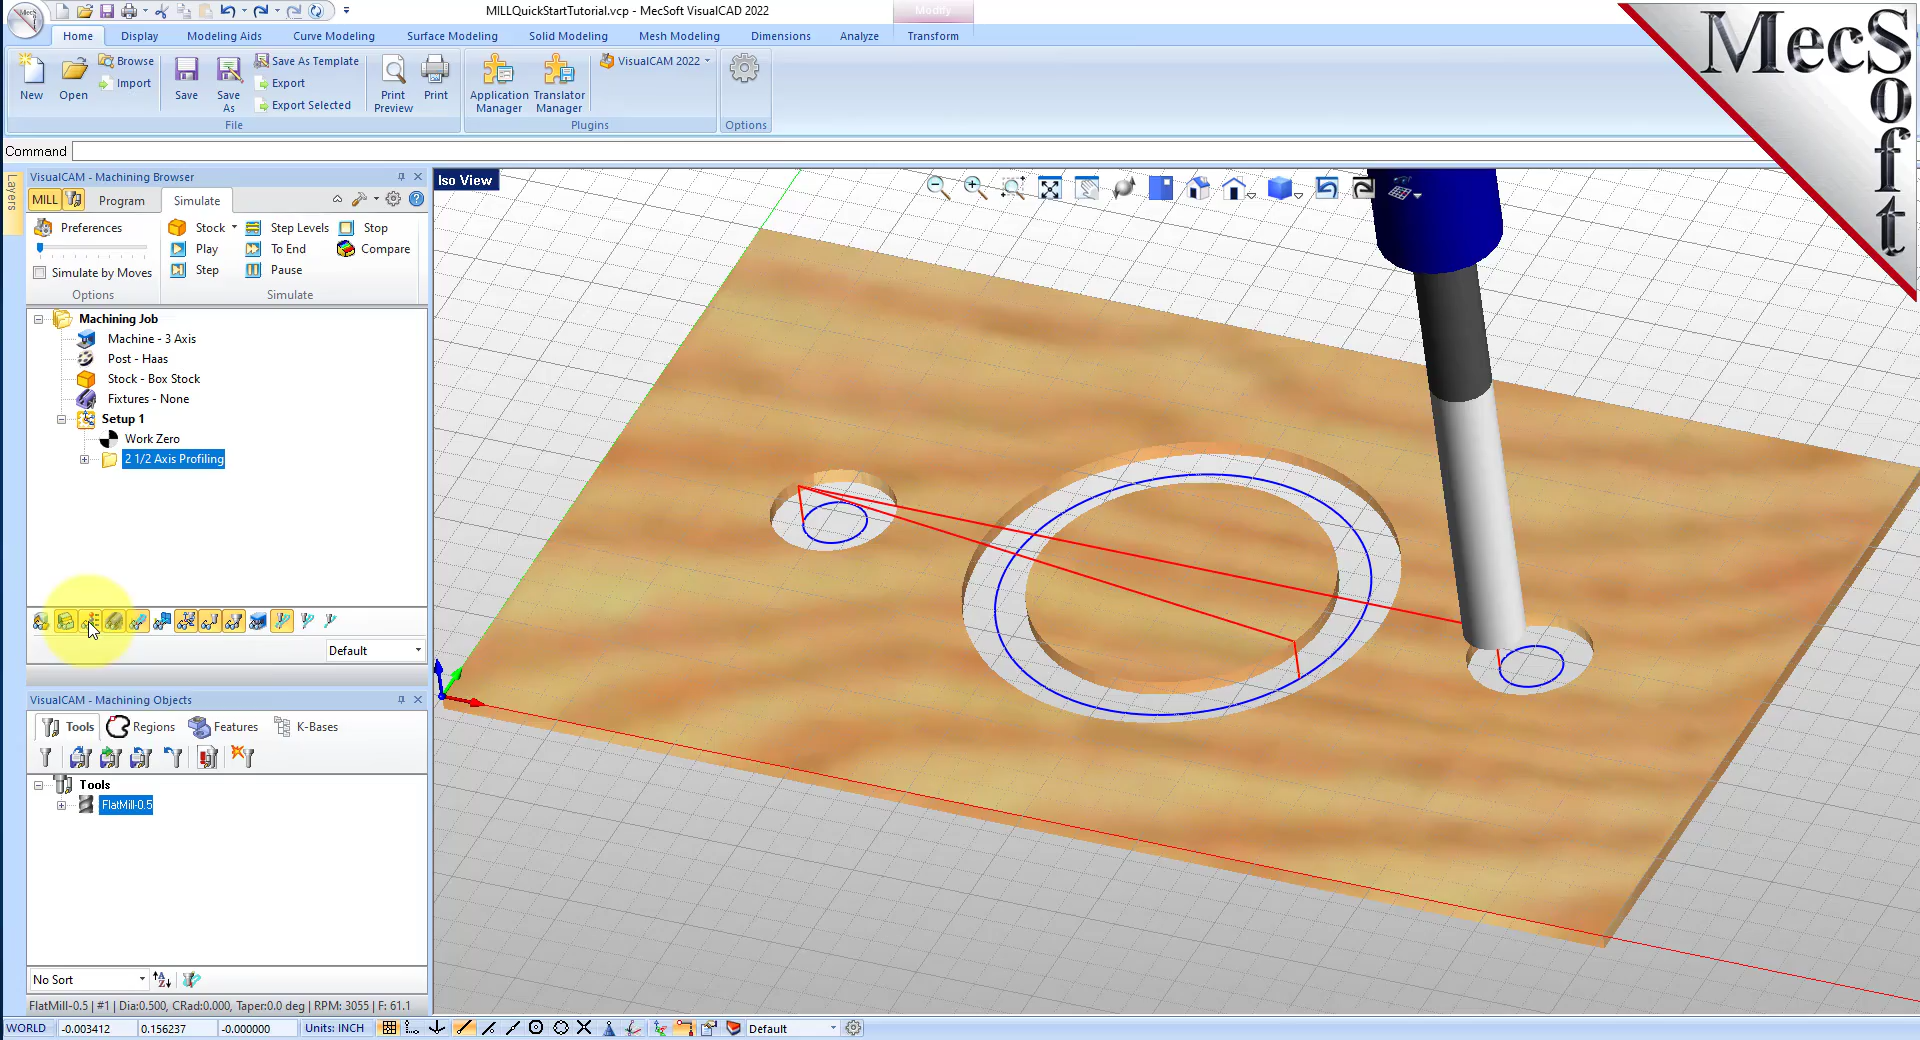 MILLQuickStartTutorial.vcp - MecSoft VisualCAD 2022
Modify
Home Display Modeling Aids Curve Modeling Surface Modeling Solid Modeling Mesh Modeling Dimensions Analyze Transform
New
Open
Browse
Import
Save
Save As
Save As Template
Export
Export Selected
Print Preview
Print
Application Manager
Translator Manager
VisualCAM 2022
File
Plugins
Options
MecSoft
Command
Layers
VisualCAM - Machining Browser
MILL Program Simulate
Preferences
Simulate by Moves
Options
Stock Step Levels Stop
Play To End Compare
Step Pause
Simulate
Machining Job
Machine - 3 Axis
Post - Haas
Stock - Box Stock
Fixtures - None
Setup 1
Work Zero
2 1/2 Axis Profiling
Default
Iso View
VisualCAM - Machining Objects
Tools Regions Features K-Bases
Tools
FlatMill-0.5
No Sort
FlatMill-0.5 | #1 | Dia:0.500, CRad:0.000, Taper:0.0 deg | RPM: 3055 | F: 61.1
WORLD -0.003412 0.156237 -0.000000 Units: INCH Default